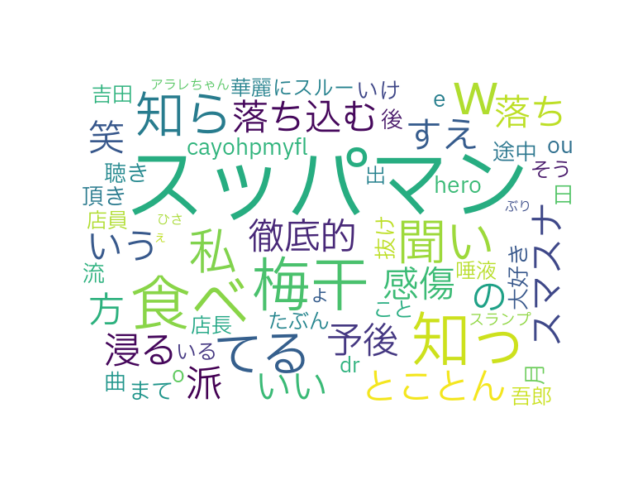 アラレちゃん
吉田
華麗にスルー
いけ
e
w
知ら
落ち込む
後
すえ
落ち
笑
cayohpmyfl
途中
ou
スッパマン
聴き
出
hero
そう
頂き
日
ぶり
店員
ひさ
いう
え
私
徹底的
抜け
聞い
唾液
大好き
スマスナ
流
梅干
感傷
の
方
食べ
ょ
こと
店長
たぶん
知っ
スランプ
浸る
いる
てる
予後
dr
月
曲
まて
o
派
いい
とことん
吾郎